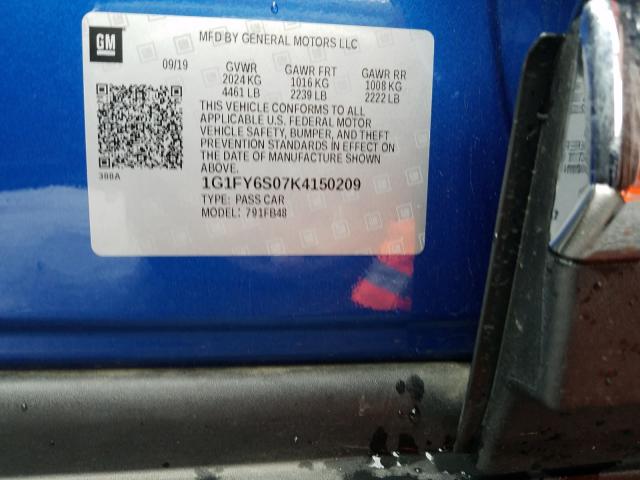 GM
MFD BY GENERAL MOTORS LLC
09/19 GVWR GAWR FRT GAWR RR
2024 KG 1016 KG 1008 KG
4461 LB 2239 LB 2222 LB
THIS VEHICLE CONFORMS TO ALL
APPLICABLE U.S. FEDERAL MOTOR
VEHICLE SAFETY, BUMPER, AND THEFT
PREVENTION STANDARDS IN EFFECT ON
THE DATE OF MANUFACTURE SHOWN
ABOVE.
388A
1G1FY6S07K4150209
TYPE: PASS CAR
MODEL: 791FB48